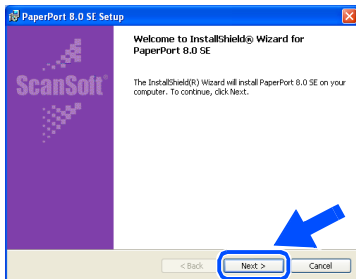 PaperPort 8.0 SE Setup
Welcome to InstallShield® Wizard for
PaperPort 8.0 SE
ScanSoft®
The InstallShield(R) Wizard will install PaperPort 8.0 SE on your
computer. To continue, click Next.
< Back
Next >
Cancel